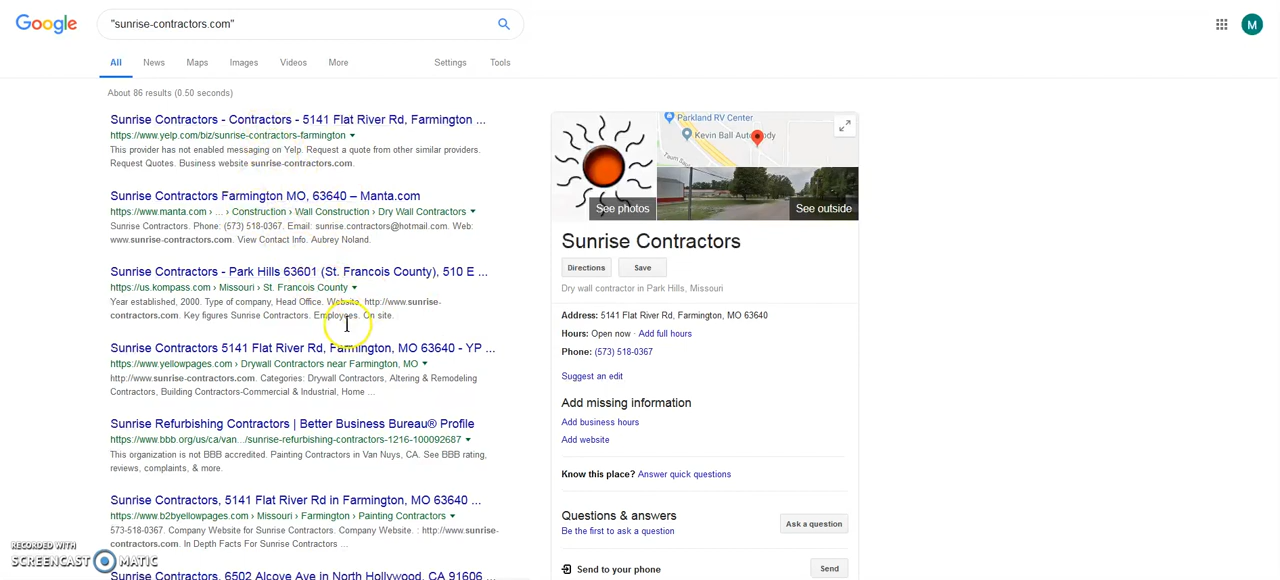 Google
"sunrise-contractors.com"
M
All News Maps Images Videos More Settings Tools
About 86 results (0.50 seconds)
Sunrise Contractors - Contractors - 5141 Flat River Rd, Farmington ...
https://www.yelp.com/biz/sunrise-contractors-farmington
This provider has not enabled messaging on Yelp. Request a quote from other similar providers.
Request Quotes. Business website sunrise-contractors.com.
Sunrise Contractors Farmington MO, 63640 – Manta.com
https://www.manta.com › ... › Construction › Wall Construction › Dry Wall Contractors
Sunrise Contractors. Phone: (573) 518-0367. Email: sunrise.contractors@hotmail.com. Web:
www.sunrise-contractors.com. View Contact Info. Aubrey Noland.
Sunrise Contractors - Park Hills 63601 (St. Francois County), 510 E ...
https://us.kompass.com › Missouri › St. Francois County
Year established, 2000. Type of company, Head Office. Website, http://www.sunrise-
contractors.com. Key figures Sunrise Contractors. Employees. On site.
Sunrise Contractors 5141 Flat River Rd, Farmington, MO 63640 - YP ...
https://www.yellowpages.com › Drywall Contractors near Farmington, MO
http://www.sunrise-contractors.com. Categories: Drywall Contractors, Altering & Remodeling
Contractors, Building Contractors-Commercial & Industrial, Home ...
Sunrise Refurbishing Contractors | Better Business Bureau® Profile
https://www.bbb.org/us/ca/van.../sunrise-refurbishing-contractors-1216-100092687
This organization is not BBB accredited. Painting Contractors in Van Nuys, CA. See BBB rating,
reviews, complaints, & more.
Sunrise Contractors, 5141 Flat River Rd in Farmington, MO 63640 ...
https://www.b2byellowpages.com › Missouri › Farmington › Painting Contractors
573-518-0367. Company Website for Sunrise Contractors. Company Website. : http://www.sunrise-
contractors.com. In Depth Facts For Sunrise Contractors ...
Sunrise Contractors, 6502 Alcove Ave in North Hollywood, CA 91606 ...
Parkland RV Center
Kevin Ball Auto Body
See photos
See outside
Sunrise Contractors
Directions Save
Dry wall contractor in Park Hills, Missouri
Address: 5141 Flat River Rd, Farmington, MO 63640
Hours: Open now · Add full hours
Phone: (573) 518-0367
Suggest an edit
Add missing information
Add business hours
Add website
Know this place? Answer quick questions
Questions & answers
Be the first to ask a question
Ask a question
Send to your phone
Send
RECORDED WITH
SCREENCAST MATIC